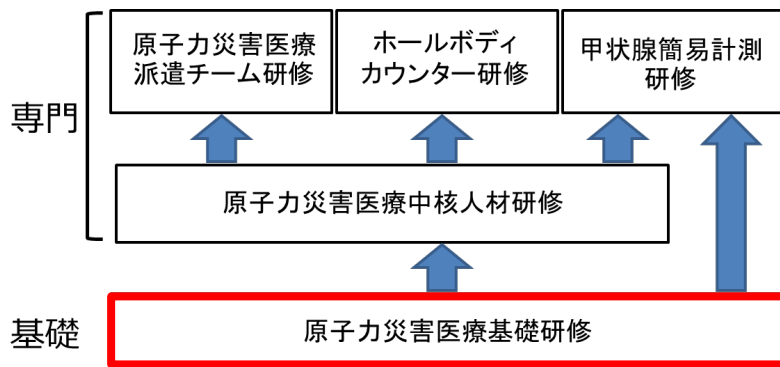 原子力災害医療
派遣チーム研修
ホールボディ
カウンター研修
甲状腺簡易計測
研修
専門
原子力災害医療中核人材研修
基礎
原子力災害医療基礎研修